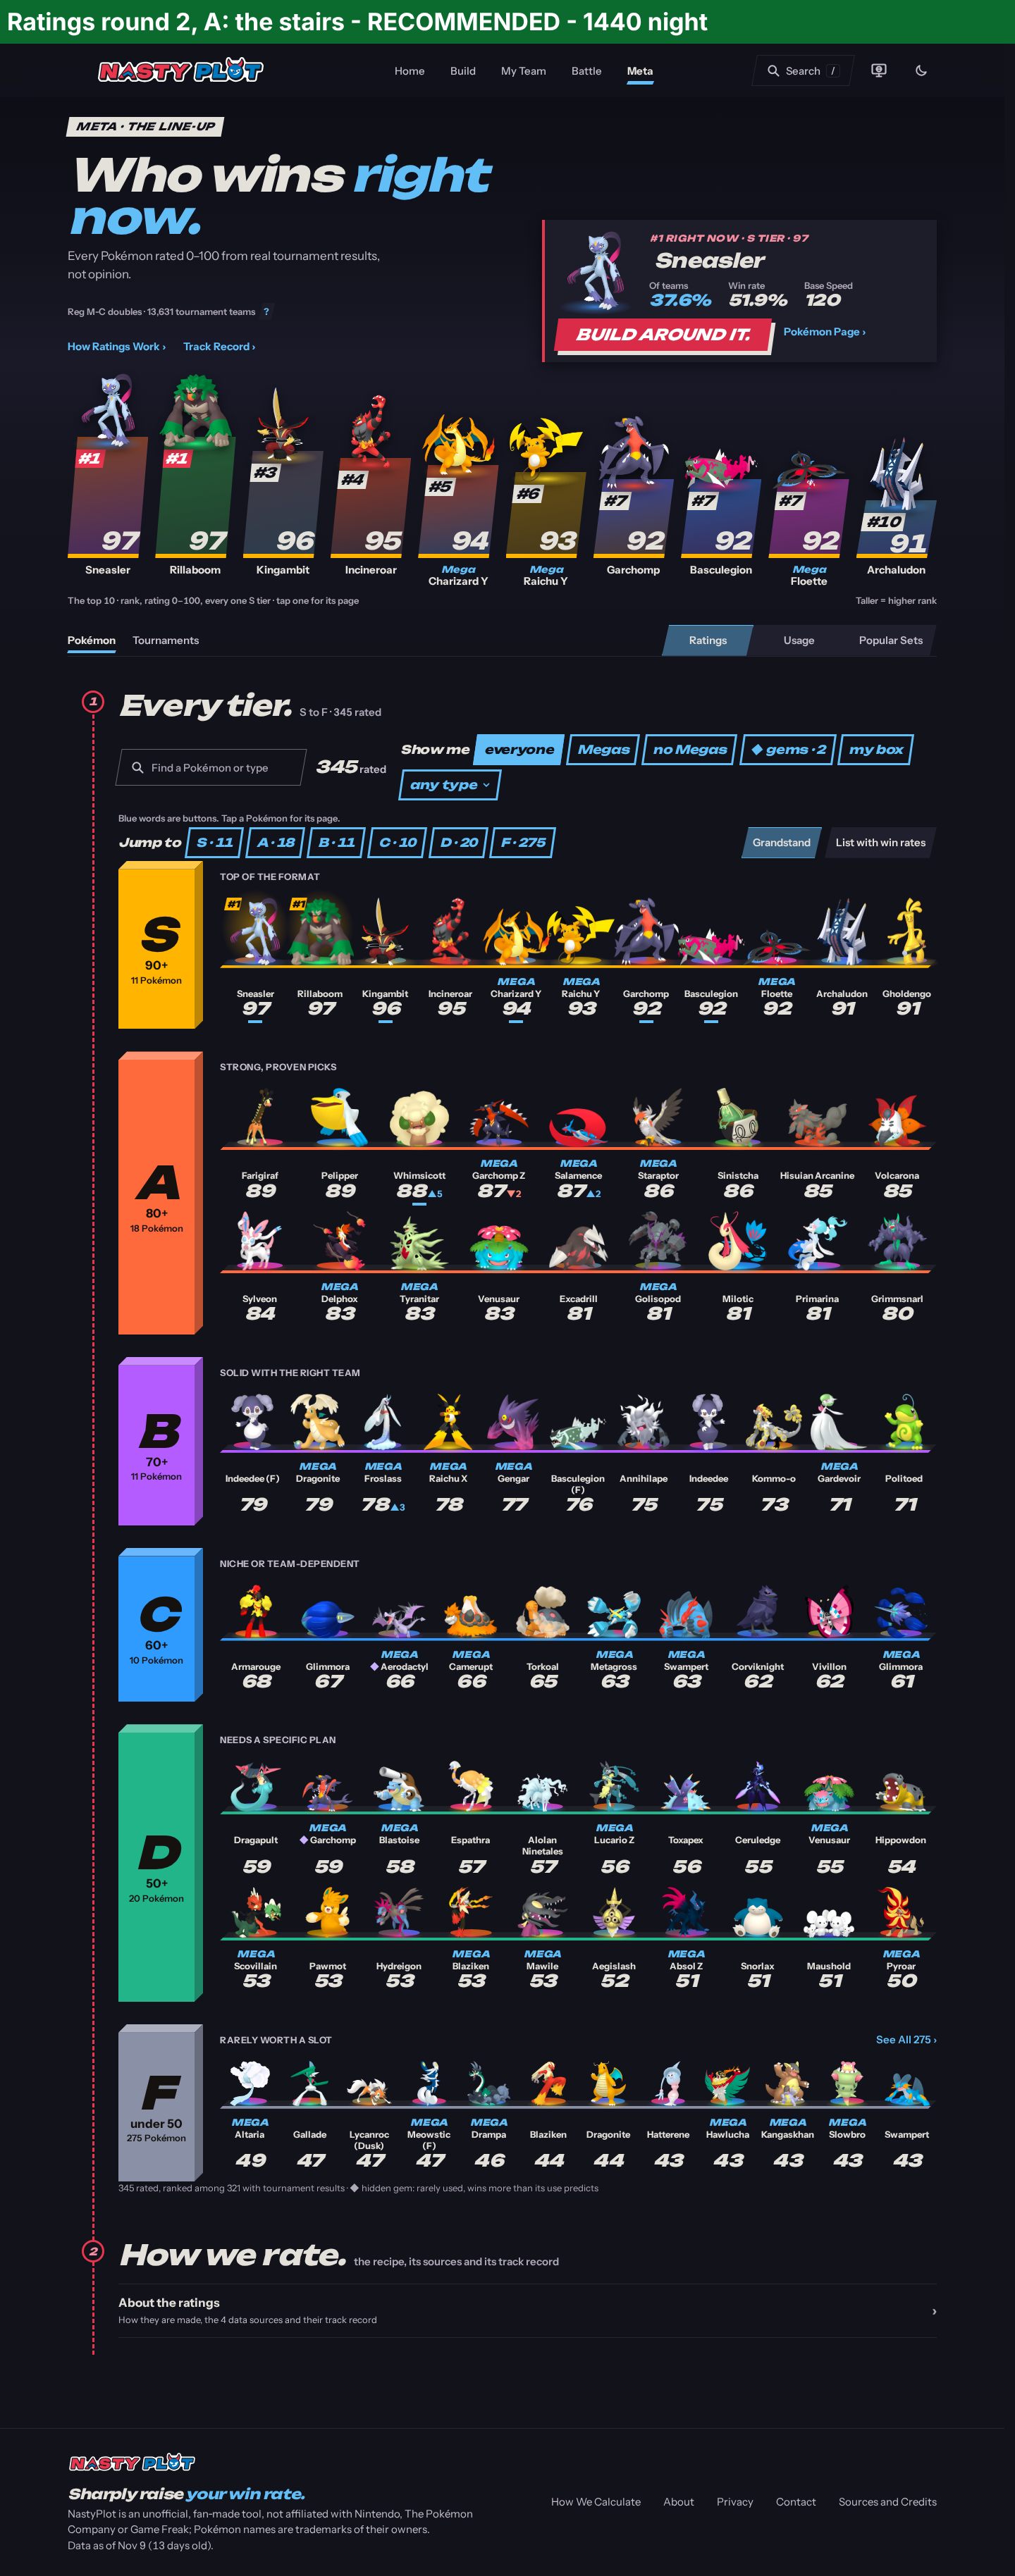 Ratings round 2, A: the stairs - RECOMMENDED - 1440 night
NASTY PLOT
Home Build My Team Battle Meta
Search /
META · THE LINE-UP
Who wins right
now.
Every Pokémon rated 0–100 from real tournament results,
not opinion.
Reg M-C doubles · 13,631 tournament teams ?
How Ratings Work › Track Record ›
#1 RIGHT NOW · S TIER · 97
Sneasler
Of teams Win rate Base Speed
37.6% 51.9% 120
BUILD AROUND IT.
Pokémon Page ›
#1 #1 #3 #4 #5 #6 #7 #7 #7 #10
97 97 96 95 94 93 92 92 92 91
Sneasler Rillaboom Kingambit Incineroar Mega Charizard Y Mega Raichu Y Garchomp Basculegion Mega Floette Archaludon
The top 10 · rank, rating 0–100, every one S tier · tap one for its page
Taller = higher rank
Pokémon Tournaments
Ratings Usage Popular Sets
1
Every tier. S to F · 345 rated
Find a Pokémon or type
345 rated
Show me everyone Megas no Megas ◆ gems · 2 my box
any type
Blue words are buttons. Tap a Pokémon for its page.
Jump to S · 11 A · 18 B · 11 C · 10 D · 20 F · 275
Grandstand List with win rates
S
90+
11 Pokémon
TOP OF THE FORMAT
#1 #1
MEGA MEGA MEGA
Sneasler Rillaboom Kingambit Incineroar Charizard Y Raichu Y Garchomp Basculegion Floette Archaludon Gholdengo
97 97 96 95 94 93 92 92 92 91 91
A
80+
18 Pokémon
STRONG, PROVEN PICKS
MEGA MEGA MEGA
Farigiraf Pelipper Whimsicott Garchomp Z Salamence Staraptor Sinistcha Hisuian Arcanine Volcarona
89 89 88▲5 87▼2 87▲2 86 86 85 85
MEGA MEGA MEGA
Sylveon Delphox Tyranitar Venusaur Excadrill Golisopod Milotic Primarina Grimmsnarl
84 83 83 83 81 81 81 81 80
B
70+
11 Pokémon
SOLID WITH THE RIGHT TEAM
MEGA MEGA MEGA MEGA MEGA
Indeedee (F) Dragonite Froslass Raichu X Gengar Basculegion (F) Annihilape Indeedee Kommo-o Gardevoir Politoed
79 79 78▲3 78 77 76 75 75 73 71 71
C
60+
10 Pokémon
NICHE OR TEAM-DEPENDENT
MEGA MEGA MEGA MEGA MEGA
Armarouge Glimmora ◆ Aerodactyl Camerupt Torkoal Metagross Swampert Corviknight Vivillon Glimmora
68 67 66 66 65 63 63 62 62 61
D
50+
20 Pokémon
NEEDS A SPECIFIC PLAN
MEGA MEGA MEGA MEGA
Dragapult ◆ Garchomp Blastoise Espathra Alolan Ninetales Lucario Z Toxapex Ceruledge Venusaur Hippowdon
59 59 58 57 57 56 56 55 55 54
MEGA MEGA MEGA MEGA MEGA
Scovillain Pawmot Hydreigon Blaziken Mawile Aegislash Absol Z Snorlax Maushold Pyroar
53 53 53 53 53 52 51 51 51 50
F
under 50
275 Pokémon
RARELY WORTH A SLOT
See All 275 ›
MEGA MEGA MEGA MEGA MEGA MEGA
Altaria Gallade Lycanroc (Dusk) Meowstic (F) Drampa Blaziken Dragonite Hatterene Hawlucha Kangaskhan Slowbro Swampert
49 47 47 47 46 44 44 43 43 43 43 43
345 rated, ranked among 321 with tournament results · ◆ hidden gem: rarely used, wins more than its use predicts
2
How we rate. the recipe, its sources and its track record
About the ratings
How they are made, the 4 data sources and their track record
›
NASTY PLOT
Sharply raise your win rate.
NastyPlot is an unofficial, fan-made tool, not affiliated with Nintendo, The Pokémon
Company or Game Freak; Pokémon names are trademarks of their owners.
Data as of Nov 9 (13 days old).
How We Calculate About Privacy Contact Sources and Credits